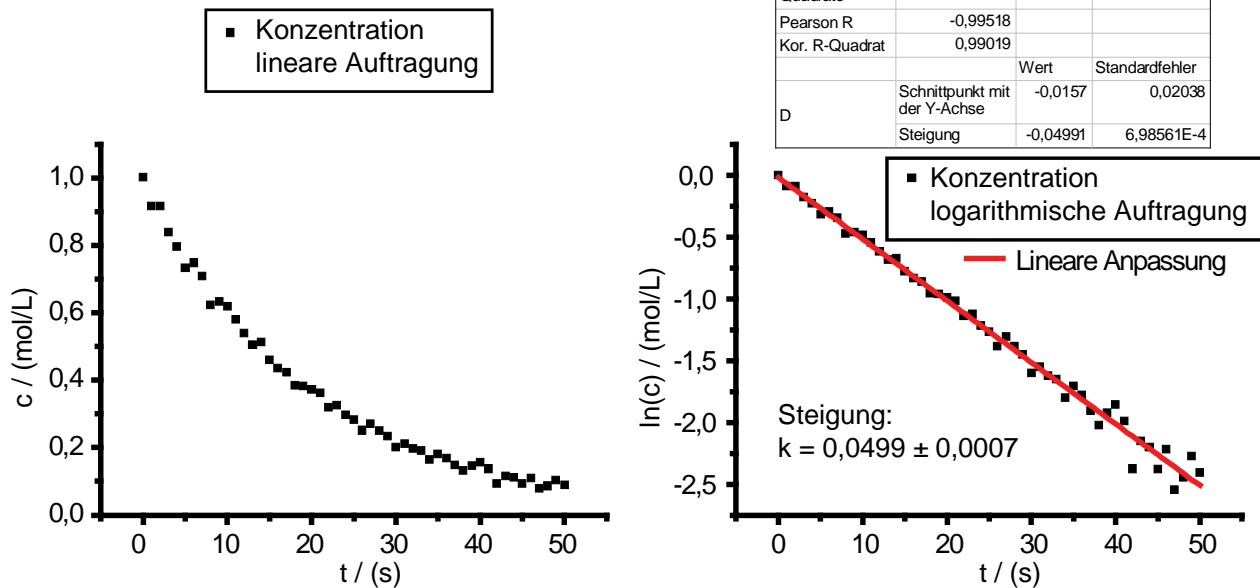 Konzentration
lineare Auftragung
1,0
0,8
0,6
0,4
0,2
0,0
c / (mol/L)
0 10 20 30 40 50
t / (s)
Pearson R -0,99518
Kor. R-Quadrat 0,99019
Wert Standardfehler
D
Schnittpunkt mit der Y-Achse -0,0157 0,02038
Steigung -0,04991 6,98561E-4
Konzentration
logarithmische Auftragung
Lineare Anpassung
0,0
-0,5
-1,0
-1,5
-2,0
-2,5
ln(c) / (mol/L)
Steigung:
k = 0,0499 ± 0,0007
0 10 20 30 40 50
t / (s)